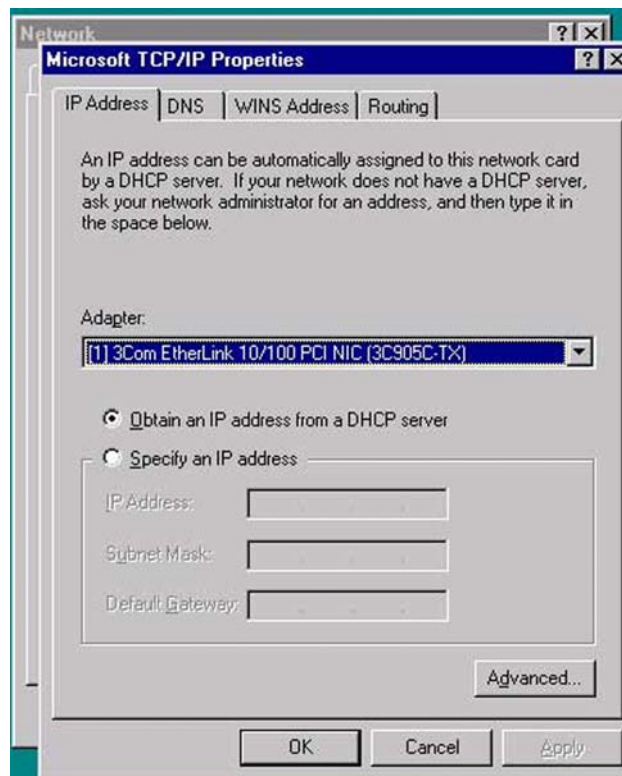 Network
Microsoft TCP/IP Properties
IP Address DNS WINS Address Routing
An IP address can be automatically assigned to this network card
by a DHCP server. If your network does not have a DHCP server,
ask your network administrator for an address, and then type it in
the space below.
Adapter:
[1] 3Com EtherLink 10/100 PCI NIC (3C905C-TX)
Obtain an IP address from a DHCP server
Specify an IP address
IP Address:
Subnet Mask:
Default Gateway:
Advanced...
OK Cancel Apply